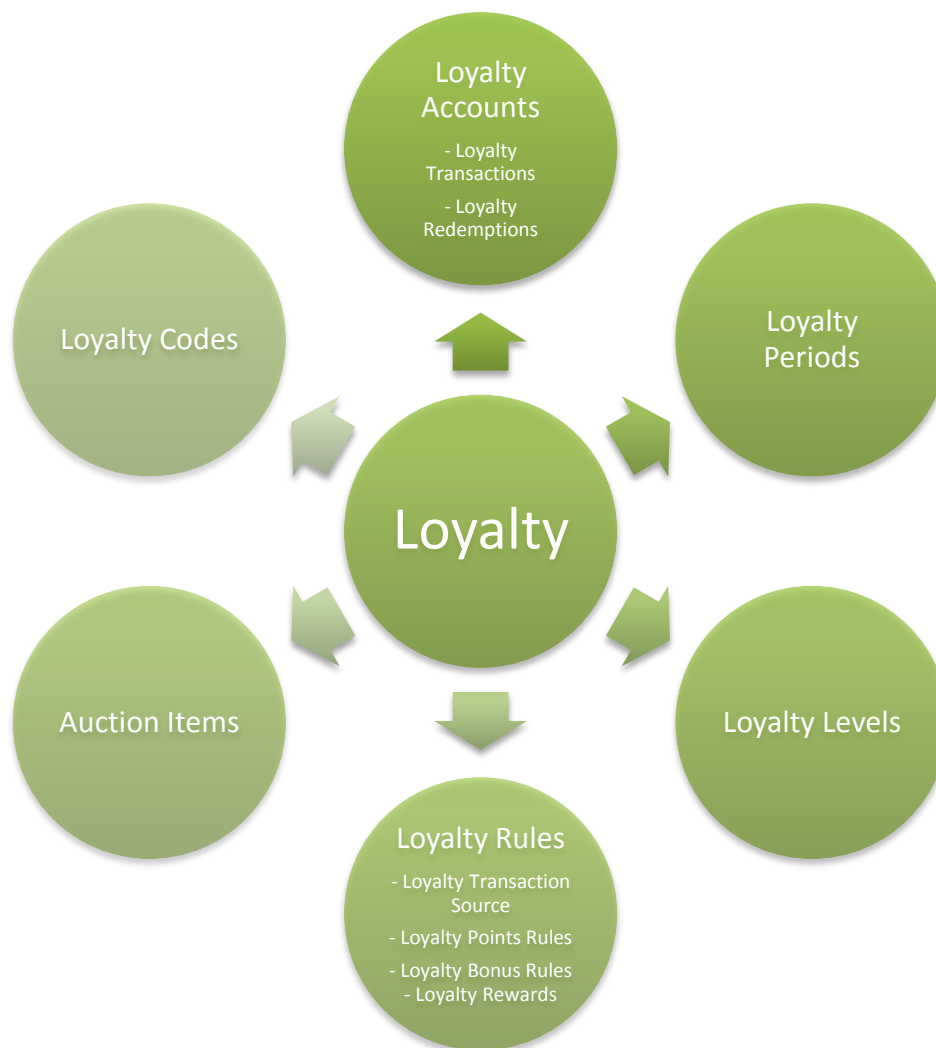 Loyalty
Accounts
- Loyalty
Transactions
- Loyalty
Redemptions
Loyalty Codes
Loyalty
Periods
Loyalty
Auction Items
Loyalty Levels
Loyalty Rules
- Loyalty Transaction
Source
- Loyalty Points Rules
- Loyalty Bonus Rules
- Loyalty Rewards